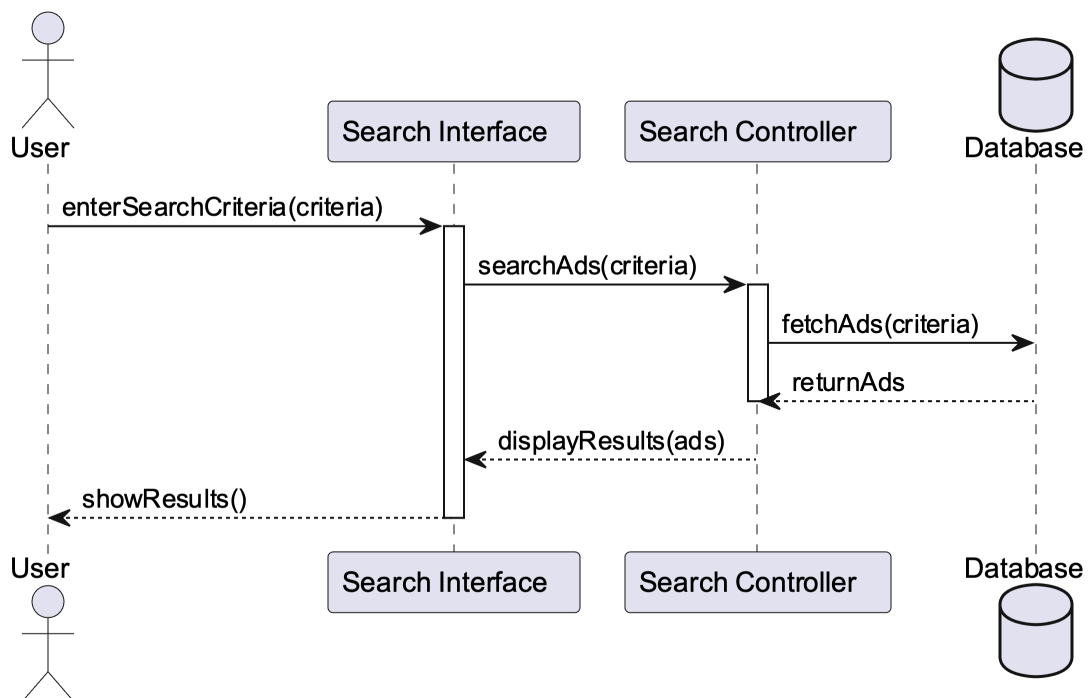 User
Search Interface
Search Controller
Database
enterSearchCriteria(criteria)
searchAds(criteria)
fetchAds(criteria)
returnAds
displayResults(ads)
showResults()
User
Search Interface
Search Controller
Database